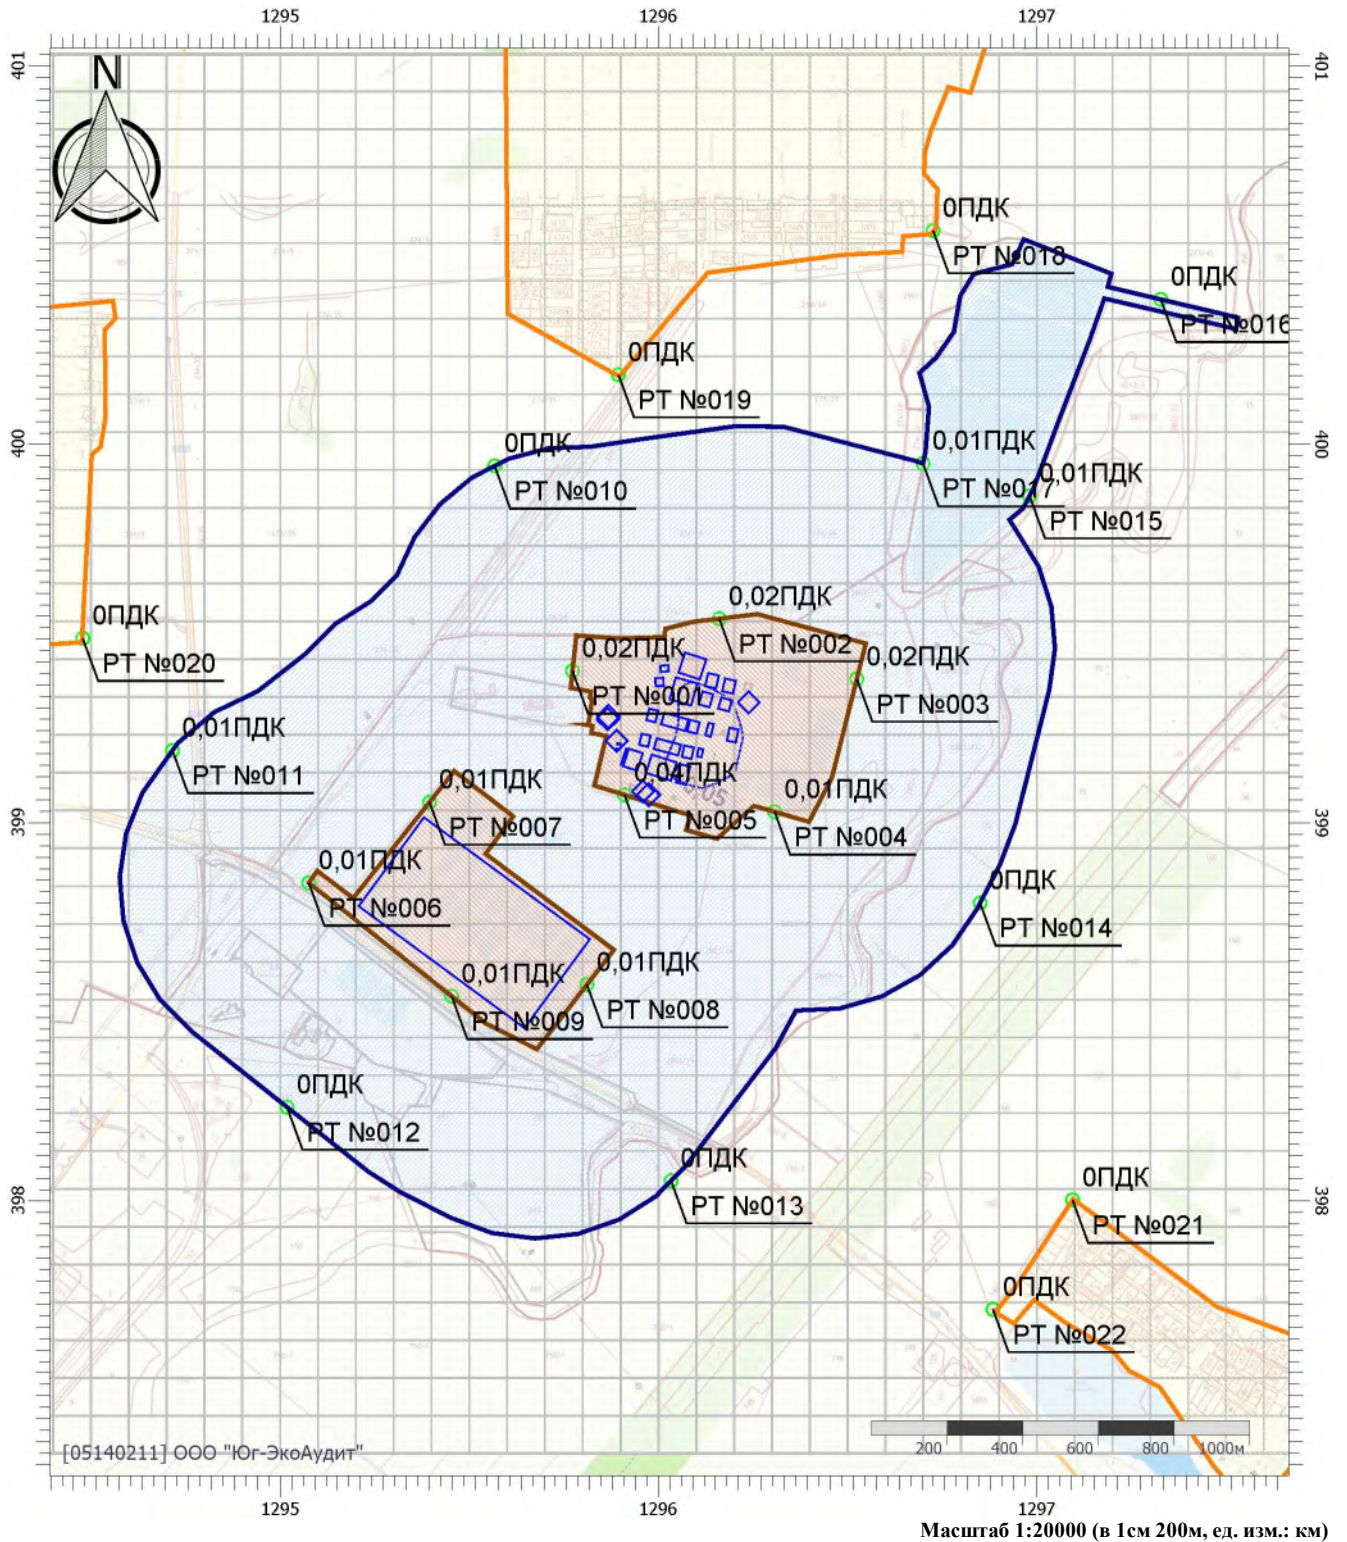 1295
1296
1297
401
401
N
0ПДК
РТ №018
0ПДК
РТ №016
0ПДК
РТ №019
400
400
0ПДК
РТ №010
0,01ПДК
РТ №017
0,01ПДК
РТ №015
0ПДК
РТ №020
0,02ПДК
РТ №002
0,02ПДК
РТ №001
0,02ПДК
РТ №003
0,01ПДК
РТ №011
0,04ПДК
0,05
РТ №005
0,01ПДК
РТ №004
0,01ПДК
РТ №007
399
399
0,01ПДК
РТ №006
0ПДК
РТ №014
0,01ПДК
РТ №008
0,01ПДК
РТ №009
0ПДК
РТ №012
0ПДК
РТ №013
398
398
0ПДК
РТ №021
0ПДК
РТ №022
200
400
600
800
1000м
[05140211] ООО "Юг-ЭкоАудит"
1295
1296
1297
Масштаб 1:20000 (в 1см 200м, ед. изм.: км)